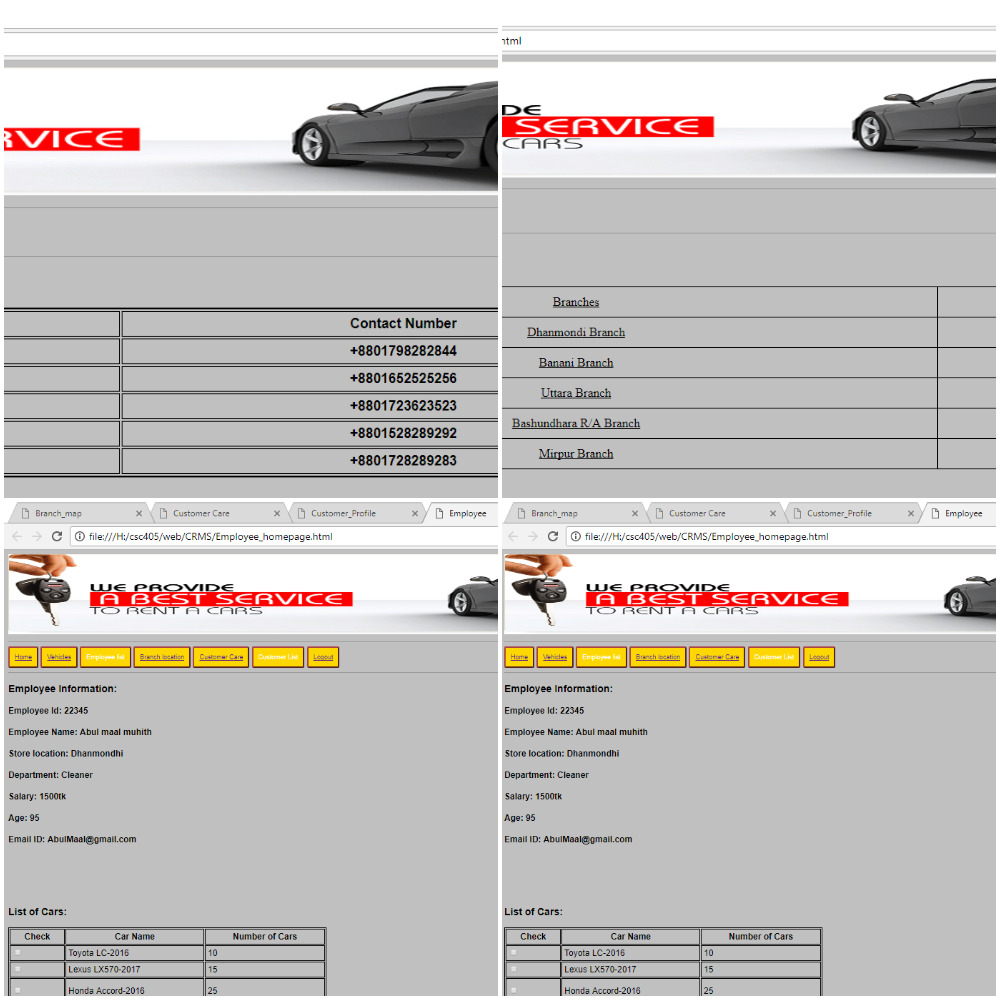 RVICE
Contact Number
+8801798282844
+8801652525256
+8801723623523
+8801528289292
+8801728289283
html
DE
SERVICE
CARS
Branches
Dhanmondi Branch
Banani Branch
Uttara Branch
Bashundhara R/A Branch
Mirpur Branch
Branch_map × Customer Care × Customer_Profile × Employee
file:///H:/csc405/web/CRMS/Employee_homepage.html
WE PROVIDE
A BEST SERVICE
TO RENT A CARS
Home Vehicles Employee list Branch location Customer Care Customer List Logout
Employee Information:
Employee Id: 22345
Employee Name: Abul maal muhith
Store location: Dhanmondhi
Department: Cleaner
Salary: 1500tk
Age: 95
Email ID: AbulMaal@gmail.com
List of Cars:
Check Car Name Number of Cars
Toyota LC-2016 10
Lexus LX570-2017 15
Honda Accord-2016 25
Branch_map × Customer Care × Customer_Profile × Employee
file:///H:/csc405/web/CRMS/Employee_homepage.html
WE PROVIDE
A BEST SERVICE
TO RENT A CARS
Home Vehicles Employee list Branch location Customer Care Customer List Logout
Employee Information:
Employee Id: 22345
Employee Name: Abul maal muhith
Store location: Dhanmondhi
Department: Cleaner
Salary: 1500tk
Age: 95
Email ID: AbulMaal@gmail.com
List of Cars:
Check Car Name Number of Cars
Toyota LC-2016 10
Lexus LX570-2017 15
Honda Accord-2016 25